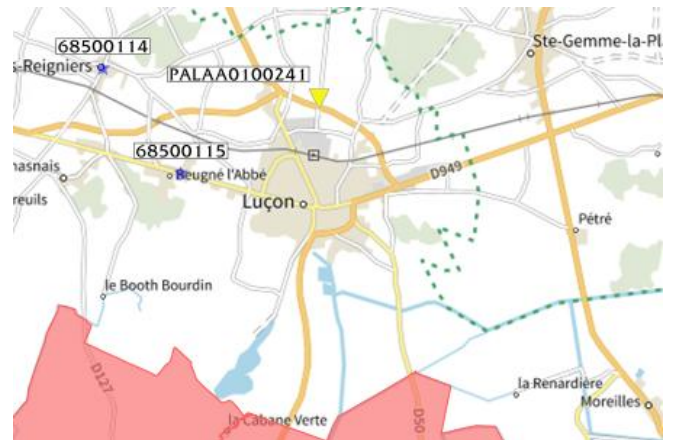 68500114
Ste-Gemme-la-Pl
s-Reigniers
PALAA0100241
68500115
nasnais
Beugné l'Abbé
D949
reuils
Luçon
Pétré
le Booth Bourdin
D127
la Renardière
Moreilles
la Cabane Verte
D50